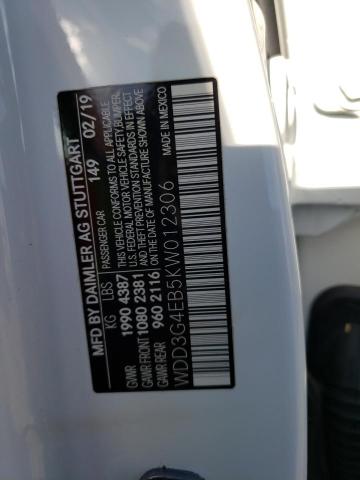 MFD BY DAIMLER AG STUTTGART
149 02/19
PASSENGER CAR
KG LBS
GVWR 1990 4387
GAWR FRONT 1080 2381
GAWR REAR 960 2116
THIS VEHICLE CONFORMS TO ALL APPLICABLE
U.S. FEDERAL MOTOR VEHICLE SAFETY, BUMPER,
AND THEFT PREVENTION STANDARDS IN EFFECT
ON THE DATE OF MANUFACTURE SHOWN ABOVE
MADE IN MEXICO
WDD3G4EB5KW012306